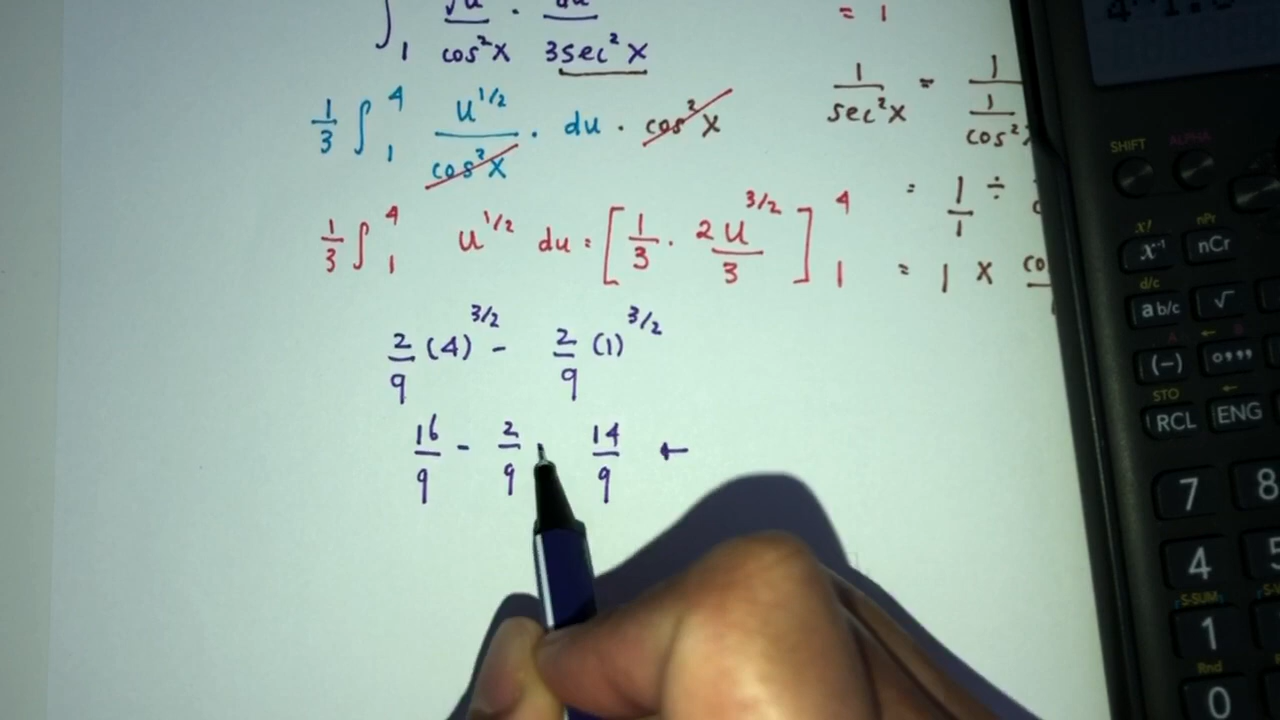 ∫₁ √u/cos²x · du/3sec²x
= 1
1/3 ∫₁⁴ u^1/2/cos²x · du · cos²x
1/sec²x = 1/(1/cos²x
= 1/1 ÷
1/3 ∫₁⁴ u^1/2 du = [1/3 · 2u^3/2/3]₁⁴
= 1 x
2/9 (4)^3/2 - 2/9 (1)^3/2
16/9 - 2/9 14/9 ←
SHIFT ALPHA
x! nPr
x⁻¹ nCr
d/c
a b/c √
(−) ° ' ''
STO ←
RCL ENG
7 8
4 5
S-SUM
1
Rnd
0